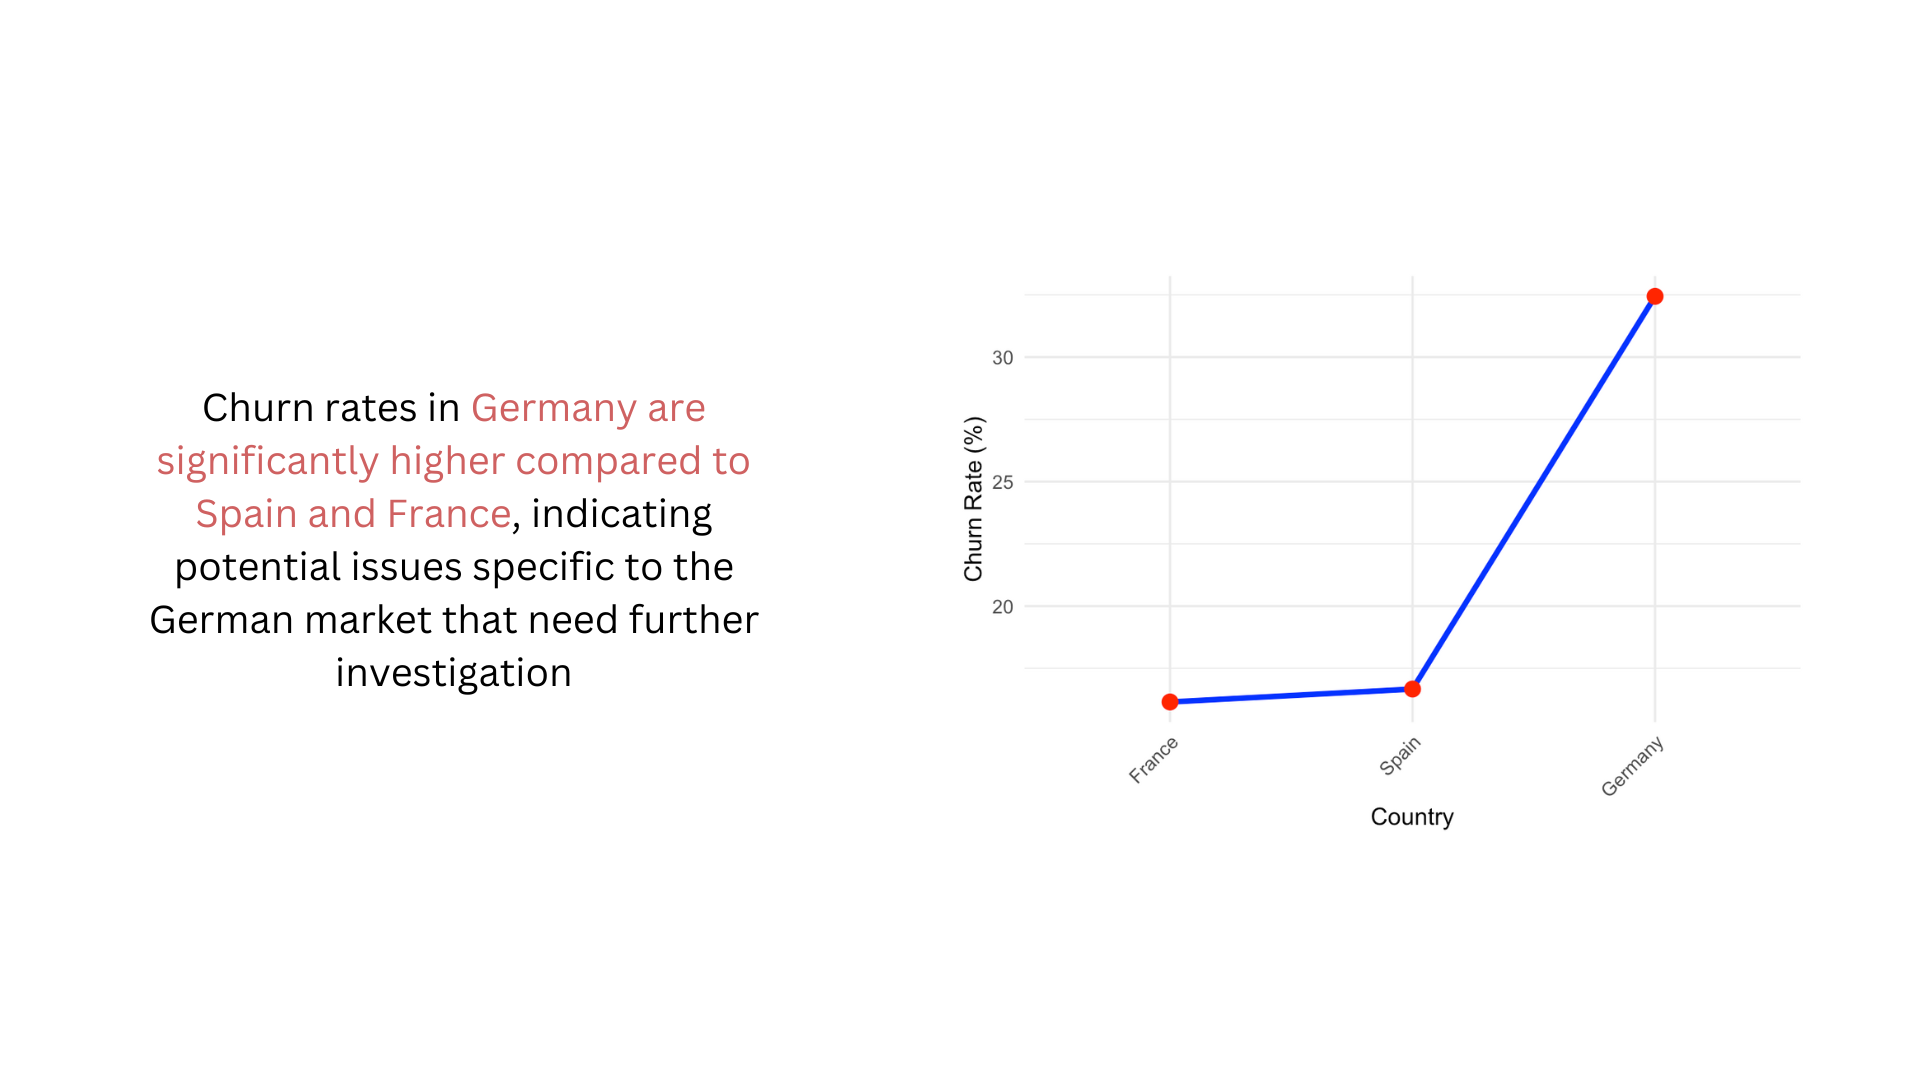 Churn rates in Germany are
significantly higher compared to
Spain and France, indicating
potential issues specific to the
German market that need further
investigation
Churn Rate (%)
30
25
20
France
Spain
Germany
Country